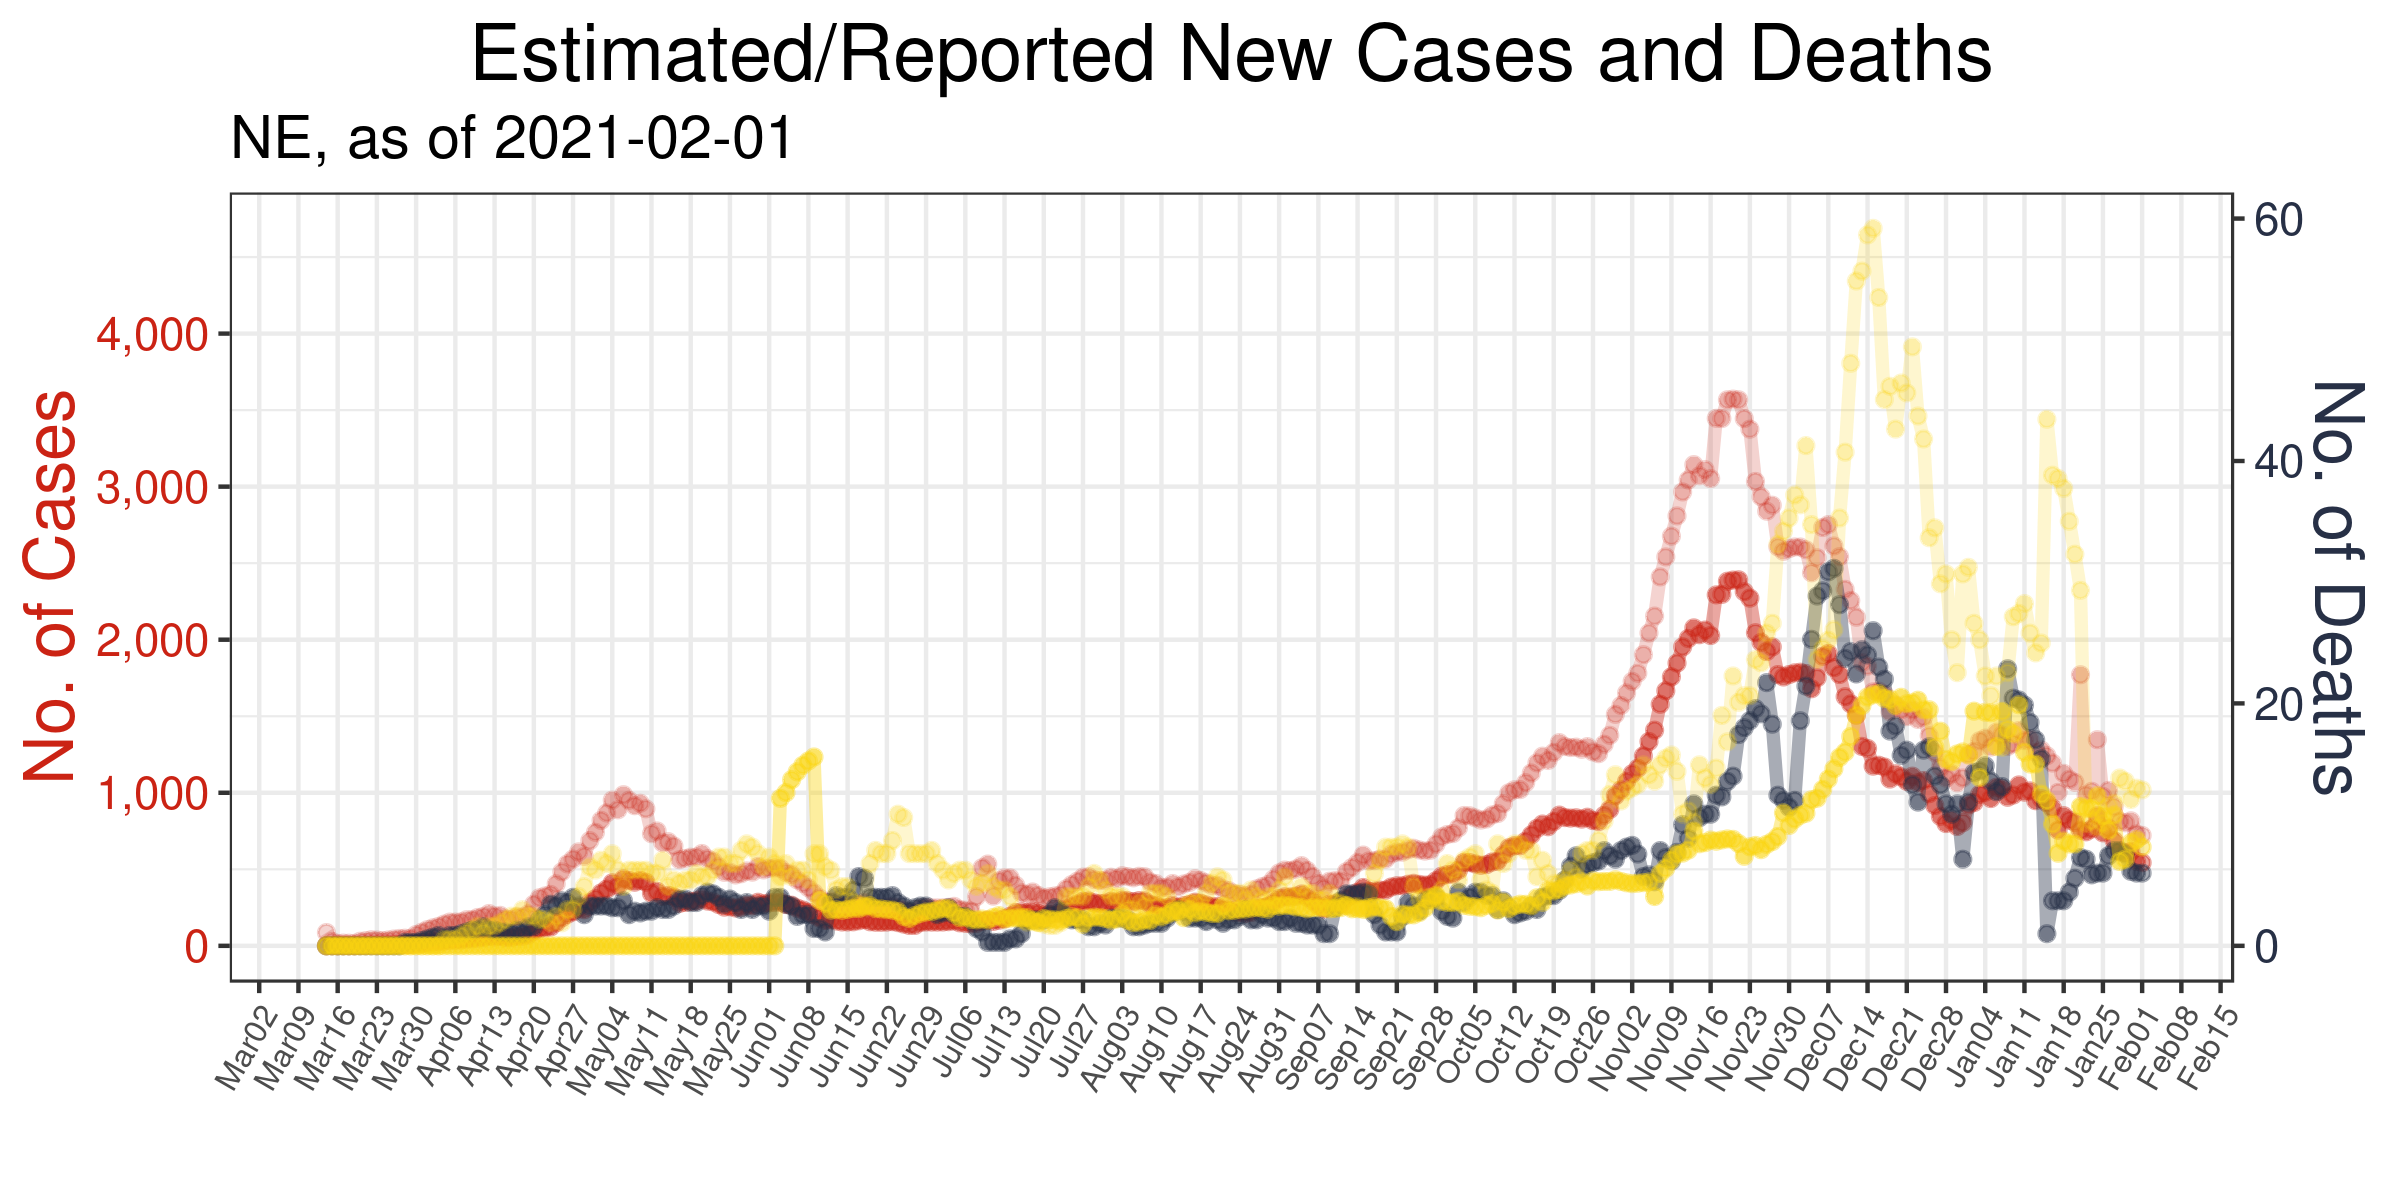 Estimated/Reported New Cases and Deaths
NE, as of 2021-02-01
No. of Cases
4,000
3,000
2,000
1,000
0
60
40
20
0
No. of Deaths
Mar02
Mar09
Mar16
Mar23
Mar30
Apr06
Apr13
Apr20
Apr27
May04
May11
May18
May25
Jun01
Jun08
Jun15
Jun22
Jun29
Jul06
Jul13
Jul20
Jul27
Aug03
Aug10
Aug17
Aug24
Aug31
Sep07
Sep14
Sep21
Sep28
Oct05
Oct12
Oct19
Oct26
Nov02
Nov09
Nov16
Nov23
Nov30
Dec07
Dec14
Dec21
Dec28
Jan04
Jan11
Jan18
Jan25
Feb01
Feb08
Feb15